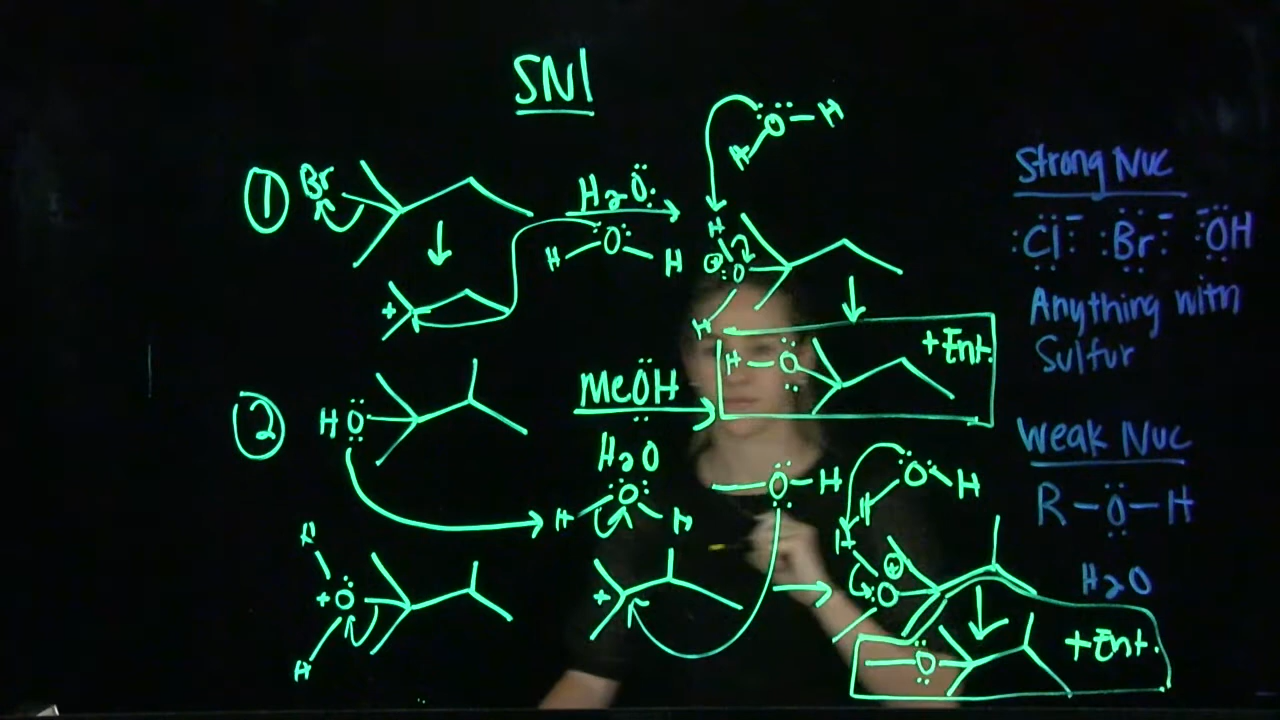 SN1
① Br
H₂Ö:
H O H
+
H O H
H
⊕ :O
H
H – O
+ Ent.
② HO
MeOH
H₂O
H O H
O – H
H
+ O
H
+
O H
H
H
⊕
:O
O
+ Ent.
Strong Nuc
:Cl:⁻ :Br:⁻ ⁻:OH
Anything with
Sulfur
Weak Nuc
R – O – H
H₂O